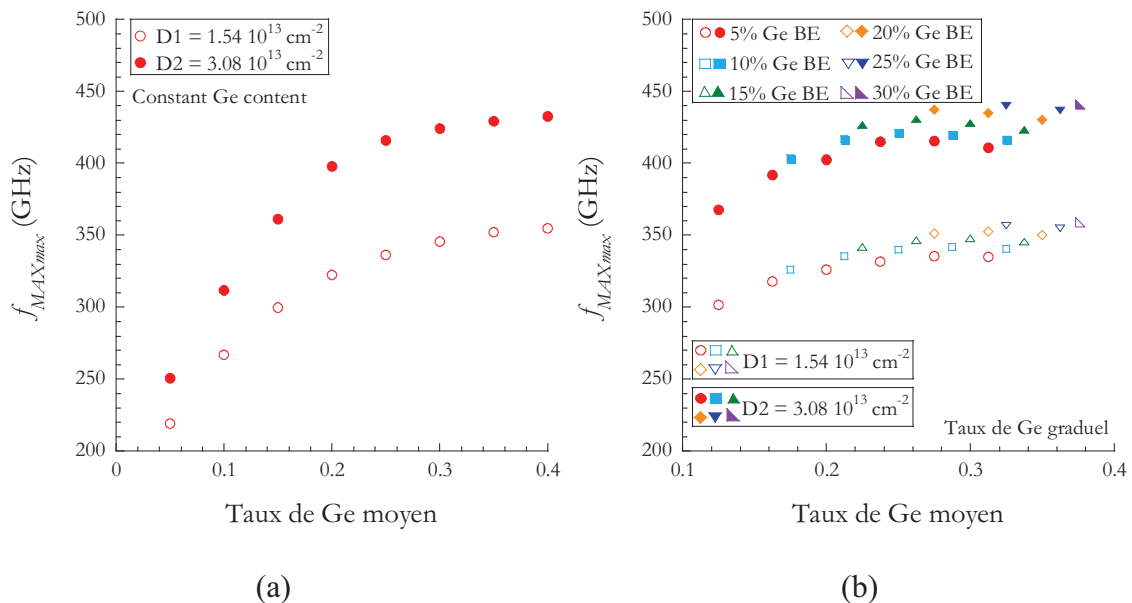 500
450
400
350
300
250
200
f_MAXmax (GHz)
D1 = 1.54 10^13 cm^-2
D2 = 3.08 10^13 cm^-2
Constant Ge content
0 0.1 0.2 0.3 0.4
Taux de Ge moyen
(a)
500
450
400
350
300
250
200
f_MAXmax (GHz)
5% Ge BE 20% Ge BE
10% Ge BE 25% Ge BE
15% Ge BE 30% Ge BE
D1 = 1.54 10^13 cm^-2
D2 = 3.08 10^13 cm^-2
Taux de Ge graduel
0.1 0.2 0.3 0.4
Taux de Ge moyen
(b)